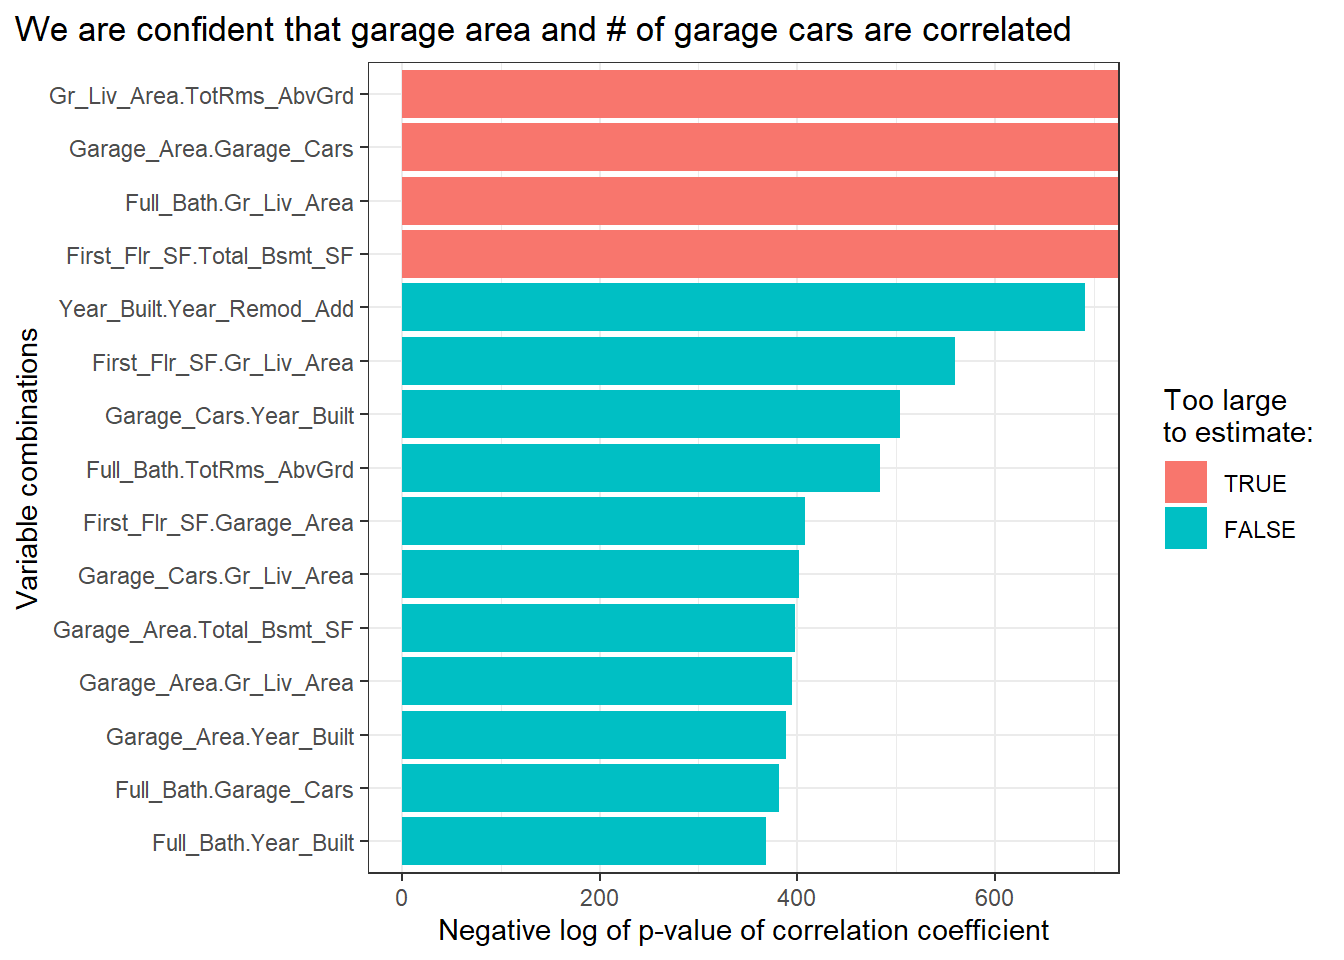 We are confident that garage area and # of garage cars are correlated
Variable combinations
Gr_Liv_Area.TotRms_AbvGrd
Garage_Area.Garage_Cars
Full_Bath.Gr_Liv_Area
First_Flr_SF.Total_Bsmt_SF
Year_Built.Year_Remod_Add
First_Flr_SF.Gr_Liv_Area
Garage_Cars.Year_Built
Full_Bath.TotRms_AbvGrd
First_Flr_SF.Garage_Area
Garage_Cars.Gr_Liv_Area
Garage_Area.Total_Bsmt_SF
Garage_Area.Gr_Liv_Area
Garage_Area.Year_Built
Full_Bath.Garage_Cars
Full_Bath.Year_Built
0 200 400 600
Negative log of p-value of correlation coefficient
Too large
to estimate:
TRUE
FALSE